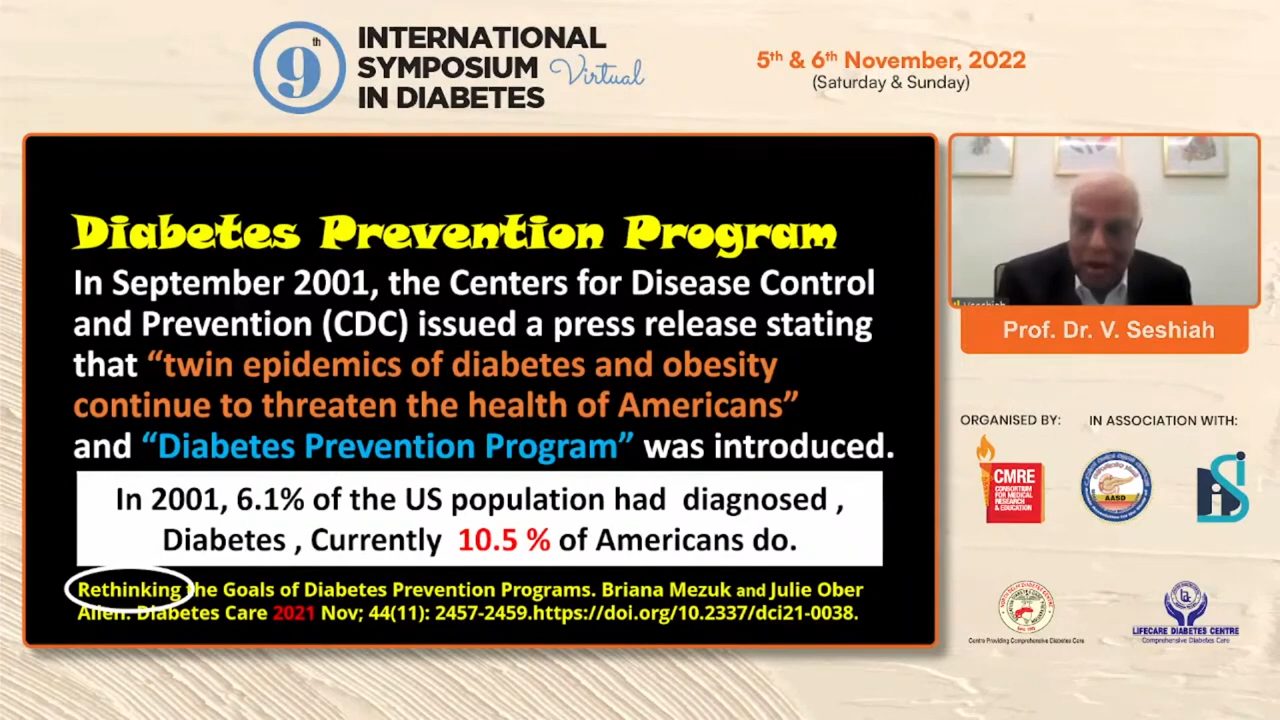 9th
INTERNATIONAL
SYMPOSIUM Virtual
IN DIABETES
5th & 6th November, 2022
(Saturday & Sunday)
Diabetes Prevention Program
In September 2001, the Centers for Disease Control
and Prevention (CDC) issued a press release stating
that “twin epidemics of diabetes and obesity
continue to threaten the health of Americans”
and “Diabetes Prevention Program” was introduced.
In 2001, 6.1% of the US population had diagnosed ,
Diabetes , Currently 10.5 % of Americans do.
Rethinking the Goals of Diabetes Prevention Programs. Briana Mezuk and Julie Ober
Allen. Diabetes Care 2021 Nov; 44(11): 2457-2459.https://doi.org/10.2337/dci21-0038.
Prof. Dr. V. Seshiah
ORGANISED BY:
IN ASSOCIATION WITH:
CMRE
CONSORTIUM
FOR MEDICAL
RESEARCH
& EDUCATION
AASD
Centre Providing Comprehensive Diabetes Care
LIFECARE DIABETES CENTRE
Comprehensive Diabetes Care